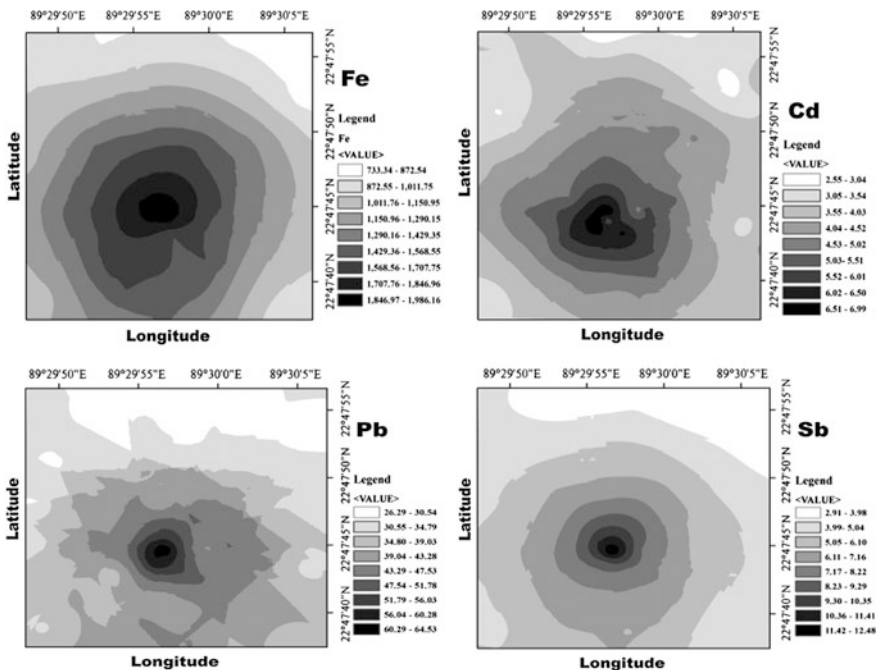 89°29'50"E 89°29'55"E 89°30'0"E 89°30'5"E
22°47'55"N
22°47'50"N
22°47'45"N
22°47'40"N
Latitude
Longitude
Fe
Legend
Fe
<VALUE>
733.34 - 872.54
872.55 - 1,011.75
1,011.76 - 1,150.95
1,150.96 - 1,290.15
1,290.16 - 1,429.35
1,429.36 - 1,568.55
1,568.56 - 1,707.75
1,707.76 - 1,846.96
1,846.97 - 1,986.16
89°29'50"E 89°29'55"E 89°30'0"E 89°30'5"E
22°47'55"N
22°47'50"N
22°47'45"N
22°47'40"N
Latitude
Longitude
Cd
Legend
<VALUE>
2.55 - 3.04
3.05 - 3.54
3.55 - 4.03
4.04 - 4.52
4.53 - 5.02
5.03- 5.51
5.52 - 6.01
6.02 - 6.50
6.51 - 6.99
89°29'50"E 89°29'55"E 89°30'0"E 89°30'5"E
22°47'55"N
22°47'50"N
22°47'45"N
22°47'40"N
Latitude
Longitude
Pb
Legend
<VALUE>
26.29 - 30.54
30.55 - 34.79
34.80 - 39.03
39.04 - 43.28
43.29 - 47.53
47.54 - 51.78
51.79 - 56.03
56.04 - 60.28
60.29 - 64.53
89°29'50"E 89°29'55"E 89°30'0"E 89°30'5"E
22°47'55"N
22°47'50"N
22°47'45"N
22°47'40"N
Latitude
Longitude
Sb
Legend
<VALUE>
2.91 - 3.98
3.99- 5.04
5.05 - 6.10
6.11 - 7.16
7.17 - 8.22
8.23 - 9.29
9.30 - 10.35
10.36 - 11.41
11.42 - 12.48